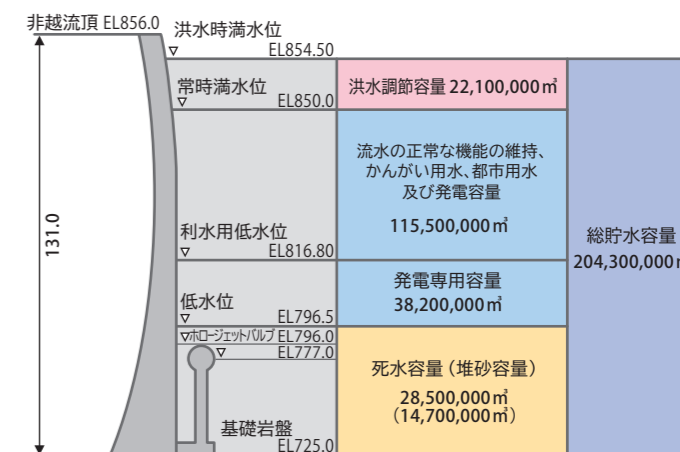 非越流頂 EL856.0
洪水時満水位
EL854.50
常時満水位
EL850.0
洪水調節容量 22,100,000㎥
流水の正常な機能の維持、
かんがい用水、都市用水
及び発電容量
115,500,000㎥
131.0
利水用低水位
EL816.80
総貯水容量
204,300,000
発電専用容量
38,200,000㎥
低水位
EL796.5
ホロージェットバルブ EL796.0
EL777.0
死水容量（堆砂容量）
28,500,000㎥
（14,700,000㎥）
基礎岩盤
EL725.0